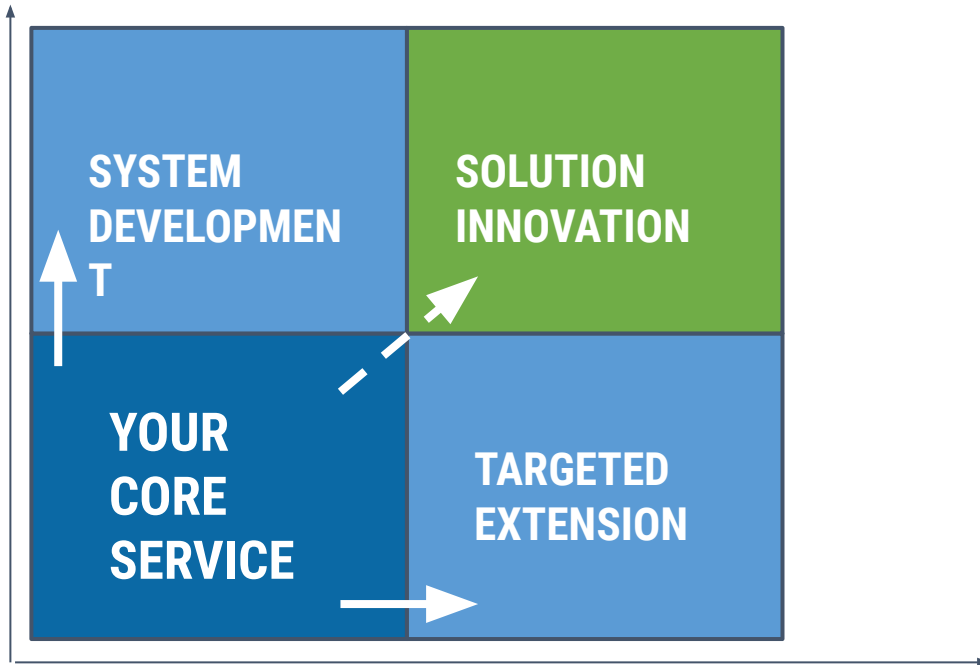 SYSTEM
DEVELOPMEN
T
SOLUTION
INNOVATION
YOUR
CORE
SERVICE
TARGETED
EXTENSION